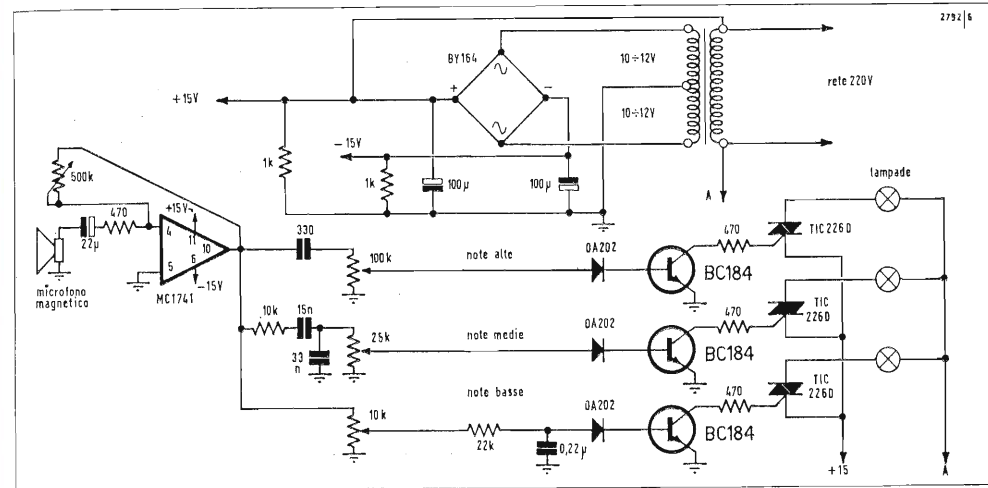 2792|6
BY164
10÷12V
rete 220V
+15V
+
-
-15V
10÷12V
1k
1k
100µ
100µ
A
lampade
500k
+15V
470
22µ
4
11
10
6
5
-15V
MC1741
microfono
magnetico
330
100k
note alte
OA202
470
TIC226D
BC184
10k
15n
33
n
25k
note medie
OA202
470
TIC
226D
BC184
10k
note basse
22k
0,22µ
OA202
470
TIC
226D
BC184
+15
A